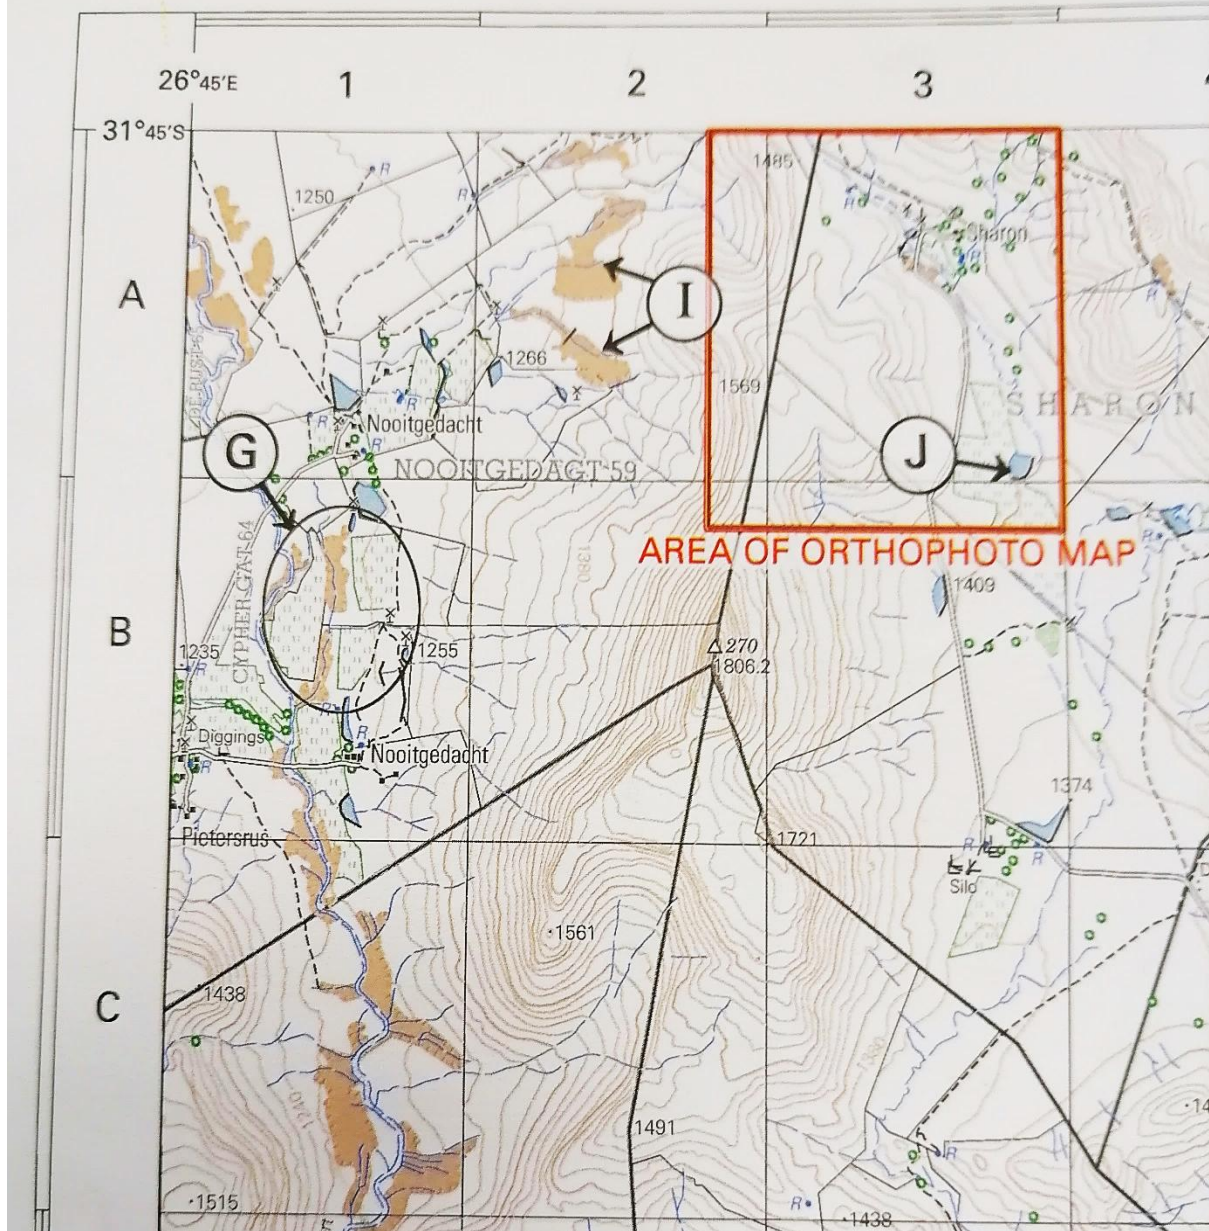 26°45'E
1
2
3
31°45'S
A
1250
R
R
1485
R
Sharon
R
R
I
1266
1569
SHARON
R
R
Nooitgedacht
R
G
J
NOOITGEDAGT 59
AREA OF ORTHOPHOTO MAP
CYPHERGAT 64
1380
1409
R
B
1235
R
1255
△270
1806.2
R
Diggings
R
R
Nooitgedacht
1374
Pietersrus
1721
R
R
Silo
1561
C
1438
1380
1240
1491
R
1515
R
1438